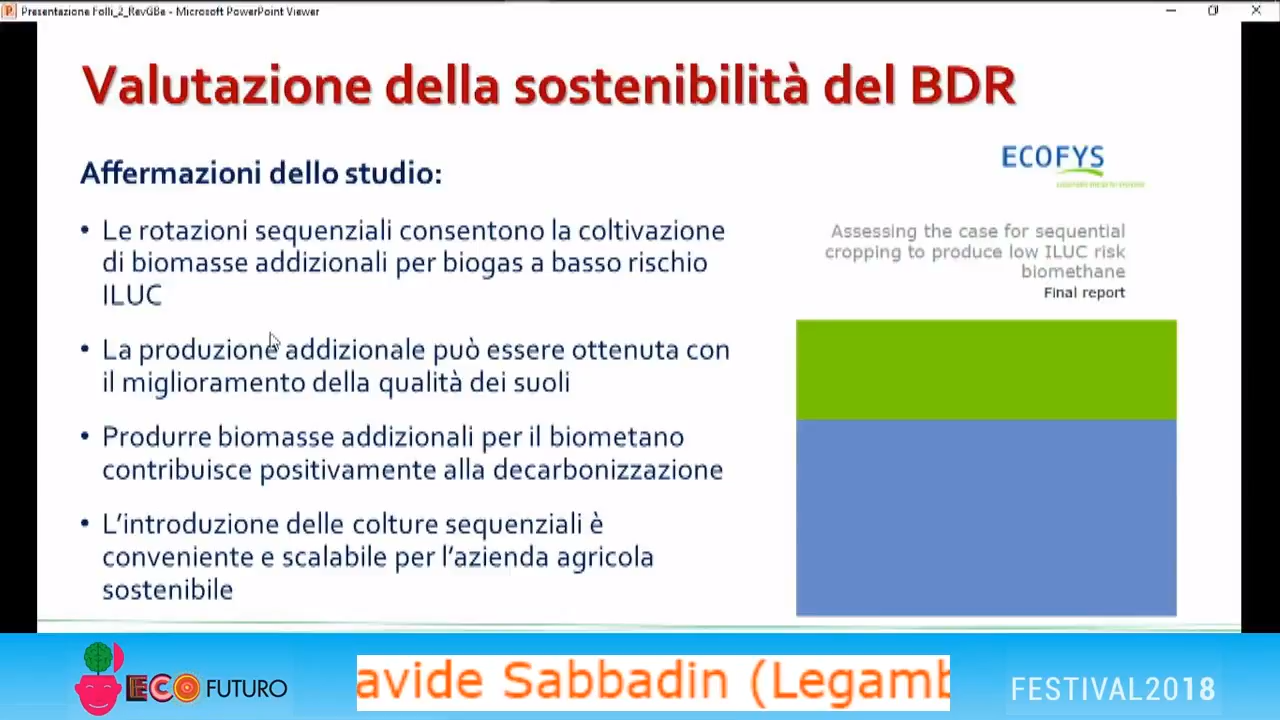 Presentazione Folli_2_RevGBe - Microsoft PowerPoint Viewer
Valutazione della sostenibilità del BDR
Affermazioni dello studio:
• Le rotazioni sequenziali consentono la coltivazione
di biomasse addizionali per biogas a basso rischio
ILUC
• La produzione addizionale può essere ottenuta con
il miglioramento della qualità dei suoli
• Produrre biomasse addizionali per il biometano
contribuisce positivamente alla decarbonizzazione
• L’introduzione delle colture sequenziali è
conveniente e scalabile per l’azienda agricola
sostenibile
ECOFYS
Assessing the case for sequential
cropping to produce low ILUC risk
biomethane
Final report
ECO FUTURO
avide Sabbadin (Legamb
FESTIVAL2018